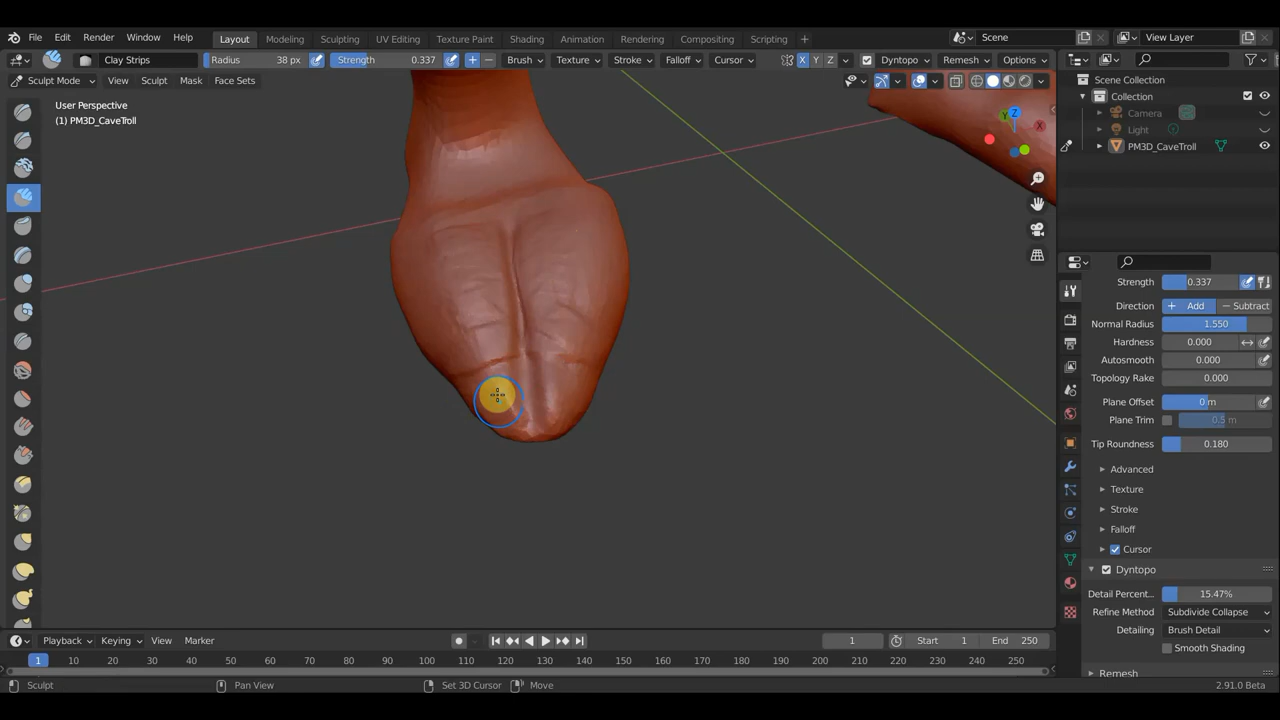 File Edit Render Window Help Layout Modeling Sculpting UV Editing Texture Paint Shading Animation Rendering Compositing Scripting + Scene View Layer
Clay Strips Radius 38 px Strength 0.337 + − Brush Texture Stroke Falloff Cursor X Y Z Dyntopo Remesh Options
Sculpt Mode View Sculpt Mask Face Sets
Scene Collection
User Perspective
(1) PM3D_CaveTroll
Collection
Camera
Light
PM3D_CaveTroll
Z
Y
X
Strength 0.337
Direction + Add − Subtract
Normal Radius 1.550
Hardness 0.000
Autosmooth 0.000
Topology Rake 0.000
Plane Offset 0 m
Plane Trim 0.5 m
Tip Roundness 0.180
Advanced
Texture
Stroke
Falloff
Cursor
Dyntopo
Detail Percent... 15.47%
Refine Method Subdivide Collapse
Detailing Brush Detail
Smooth Shading
Remesh
Playback Keying View Marker 1 Start 1 End 250
1 10 20 30 40 50 60 70 80 90 100 110 120 130 140 150 160 170 180 190 200 210 220 230 240 250
Sculpt Pan View Set 3D Cursor Move 2.91.0 Beta